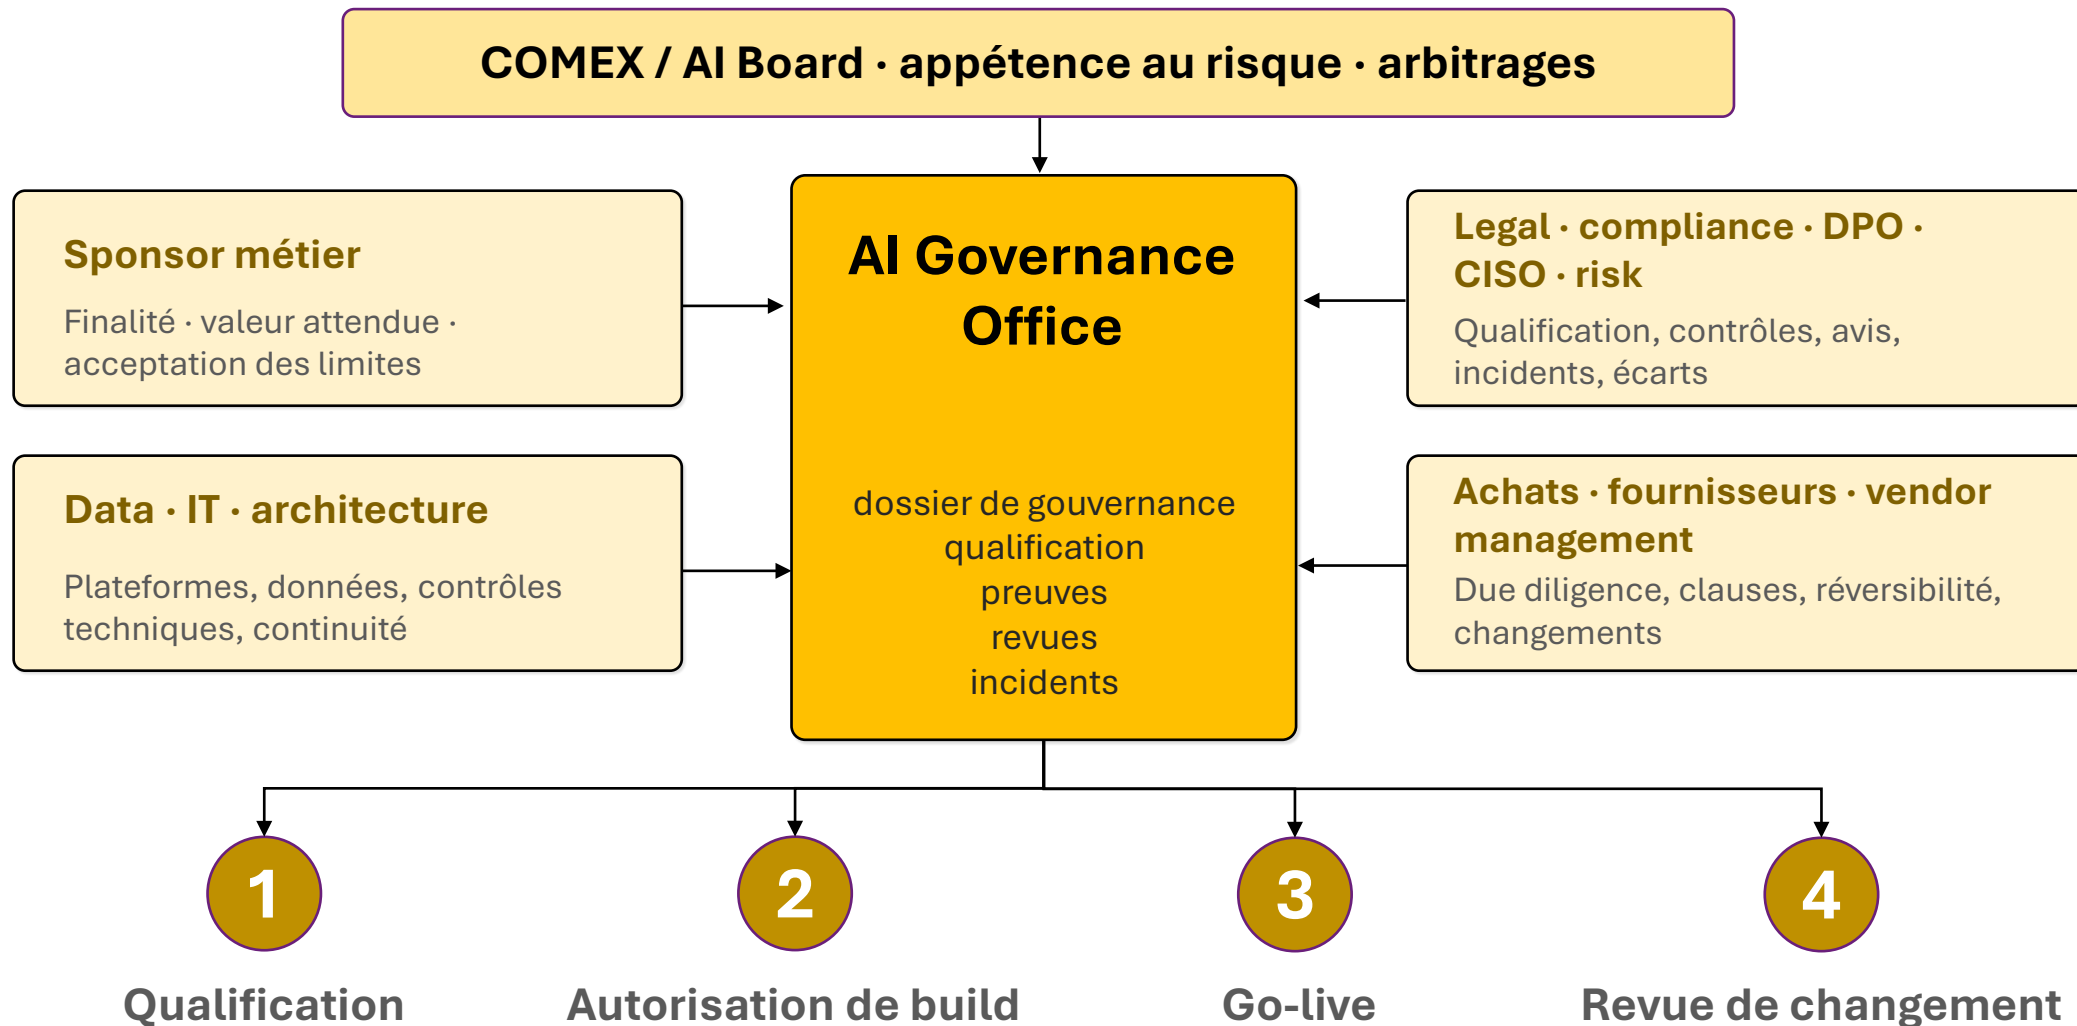 COMEX / AI Board · appétence au risque · arbitrages
Sponsor métier
Finalité · valeur attendue ·
acceptation des limites
Data · IT · architecture
Plateformes, données, contrôles
techniques, continuité
AI Governance
Office
dossier de gouvernance
qualification
preuves
revues
incidents
Legal · compliance · DPO ·
CISO · risk
Qualification, contrôles, avis,
incidents, écarts
Achats · fournisseurs · vendor
management
Due diligence, clauses, réversibilité,
changements
1
2
3
4
Qualification
Autorisation de build
Go-live
Revue de changement